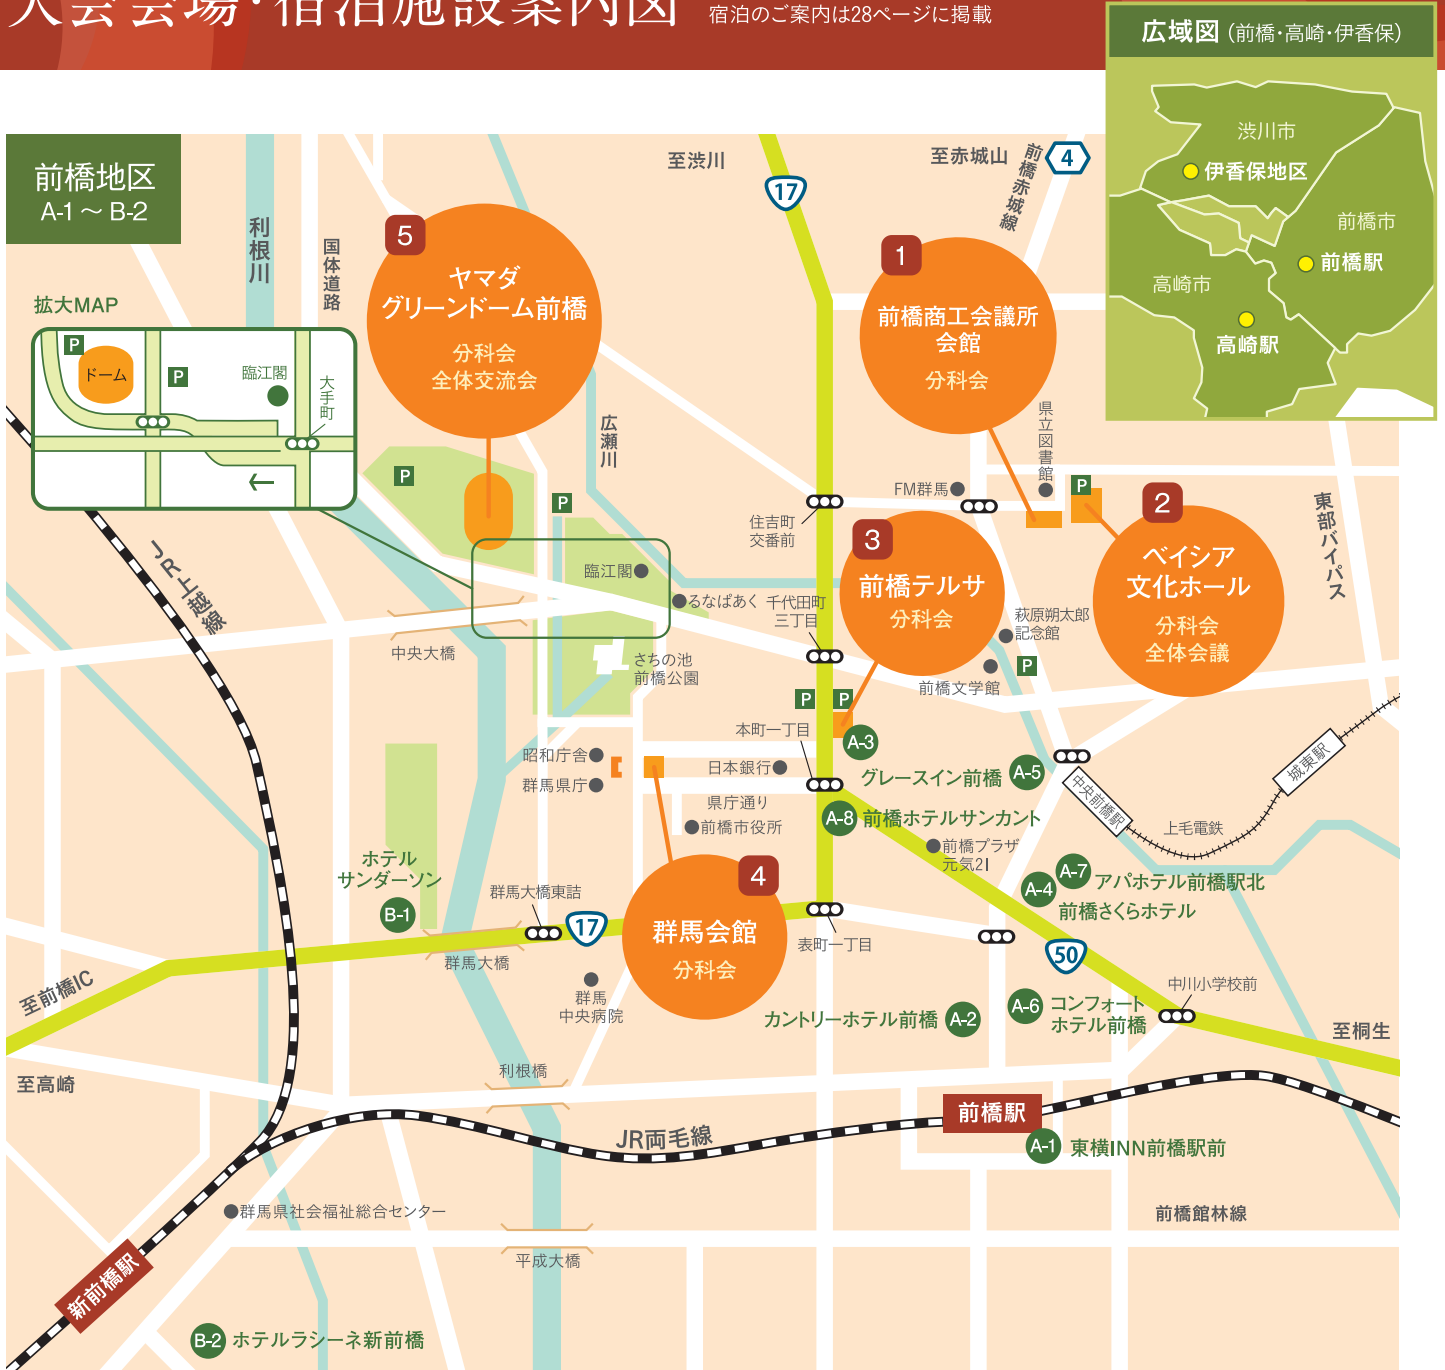 大会会場・宿泊施設案内図
宿泊のご案内は28ページに掲載
広域図（前橋・高崎・伊香保）
渋川市
伊香保地区
前橋市
前橋駅
高崎市
高崎駅
前橋地区
A-1 〜 B-2
拡大MAP
P
ドーム
P
臨江閣
大手町
←
利根川
国体道路
至渋川
17
至赤城山
前橋赤城線
4
5
ヤマダ
グリーンドーム前橋
分科会
全体交流会
1
前橋商工会議所
会館
分科会
広瀬川
県立図書館
FM群馬
P
P
P
2
ベイシア
文化ホール
分科会
全体会議
東部バイパス
住吉町
交番前
3
前橋テルサ
分科会
JR上越線
臨江閣
るなぱあく
千代田町
三丁目
萩原朔太郎
記念館
中央大橋
さちの池
前橋公園
前橋文学館
P
P
P
本町一丁目
A-3
昭和庁舎
日本銀行
グレースイン前橋
A-5
城東駅
群馬県庁
県庁通り
中央前橋駅
上毛電鉄
A-8
前橋ホテルサンカント
前橋市役所
前橋プラザ
元気21
ホテル
サンダーソン
B-1
群馬大橋東詰
4
群馬会館
分科会
A-7
アパホテル前橋駅北
A-4
前橋さくらホテル
17
表町一丁目
50
群馬大橋
至前橋IC
群馬
中央病院
中川小学校前
カントリーホテル前橋
A-2
A-6
コンフォート
ホテル前橋
至桐生
至高崎
利根橋
前橋駅
JR両毛線
A-1
東横INN前橋駅前
群馬県社会福祉総合センター
前橋館林線
平成大橋
新前橋駅
B-2
ホテルラシーネ新前橋